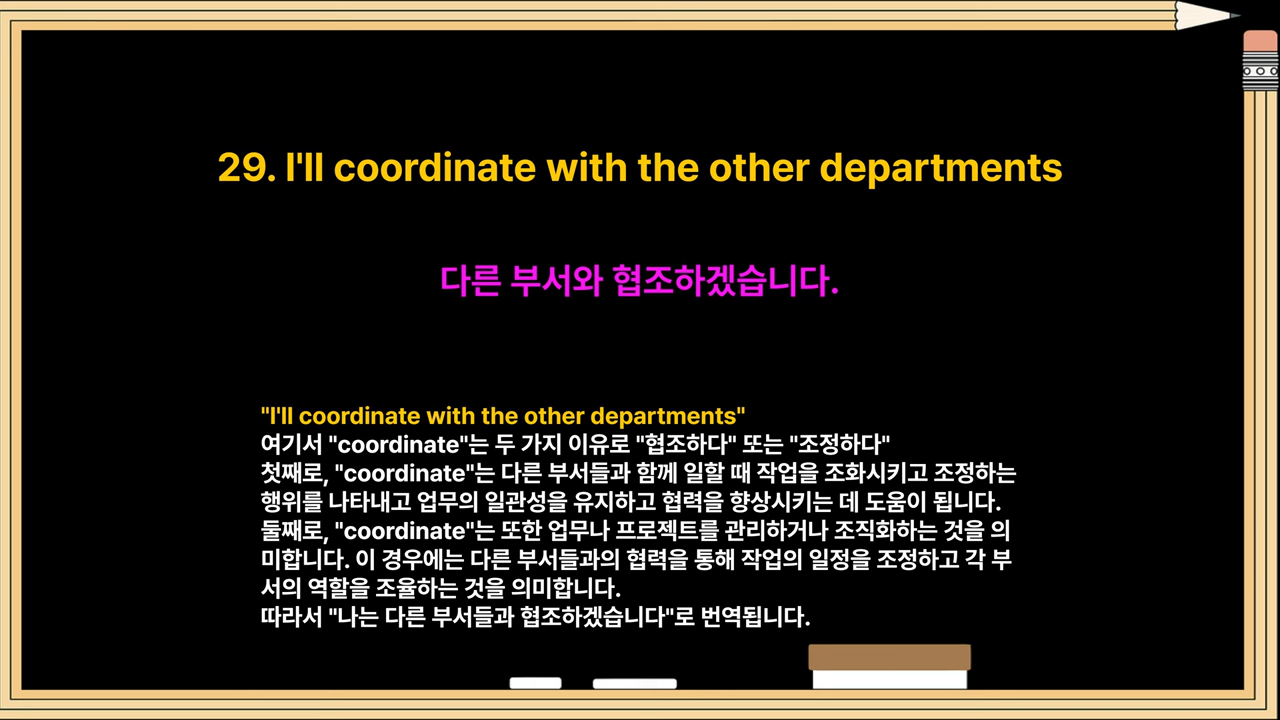 29. I'll coordinate with the other departments
다른 부서와 협조하겠습니다.
"I'll coordinate with the other departments"
여기서 "coordinate"는 두 가지 이유로 "협조하다" 또는 "조정하다"
첫째로, "coordinate"는 다른 부서들과 함께 일할 때 작업을 조화시키고 조정하는
행위를 나타내고 업무의 일관성을 유지하고 협력을 향상시키는 데 도움이 됩니다.
둘째로, "coordinate"는 또한 업무나 프로젝트를 관리하거나 조직화하는 것을 의
미합니다. 이 경우에는 다른 부서들과의 협력을 통해 작업의 일정을 조정하고 각 부
서의 역할을 조율하는 것을 의미합니다.
따라서 "나는 다른 부서들과 협조하겠습니다"로 번역됩니다.